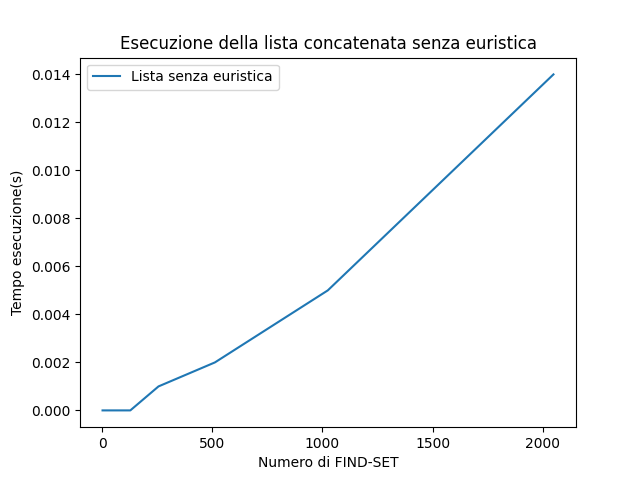 Esecuzione della lista concatenata senza euristica
Lista senza euristica
0.014
0.012
0.010
0.008
0.006
0.004
0.002
0.000
Tempo esecuzione(s)
0 500 1000 1500 2000
Numero di FIND-SET